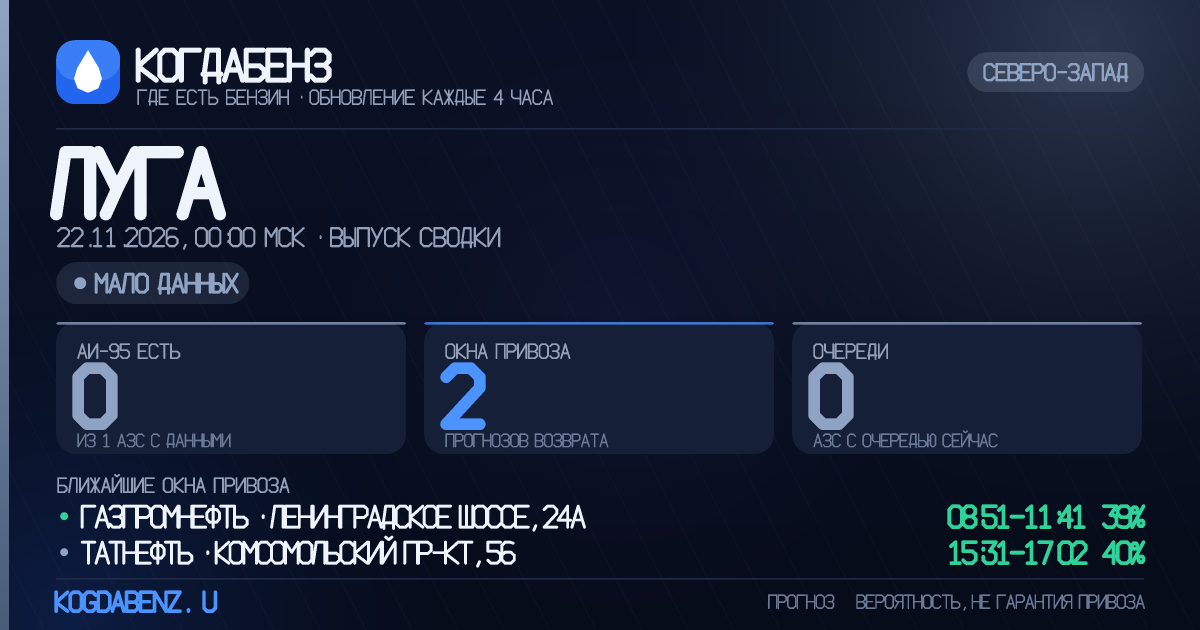 КОГДАБЕНЗ
ГДЕ ЕСТЬ БЕНЗИН · ОБНОВЛЕНИЕ КАЖДЫЕ 4 ЧАСА
СЕВЕРО-ЗАПАД
ЛУГА
22.11.2026, 00:00 МСК · ВЫПУСК СВОДКИ
МАЛО ДАННЫХ
АИ-95 ЕСТЬ
0
ИЗ 1 АЗС С ДАННЫМИ
ОКНА ПРИВОЗА
2
ПРОГНОЗОВ ВОЗВРАТА
ОЧЕРЕДИ
0
АЗС С ОЧЕРЕДЬЮ СЕЙЧАС
БЛИЖАЙШИЕ ОКНА ПРИВОЗА
• ГАЗПРОМНЕФТЬ · ЛЕНИНГРАДСКОЕ ШОССЕ, 24А 08:51-11:41 39%
• ТАТНЕФТЬ · КОМСОМОЛЬСКИЙ ПР-КТ, 56 15:31-17:02 40%
KOGDABENZ. U
ПРОГНОЗ ВЕРОЯТНОСТЬ, НЕ ГАРАНТИЯ ПРИВОЗА